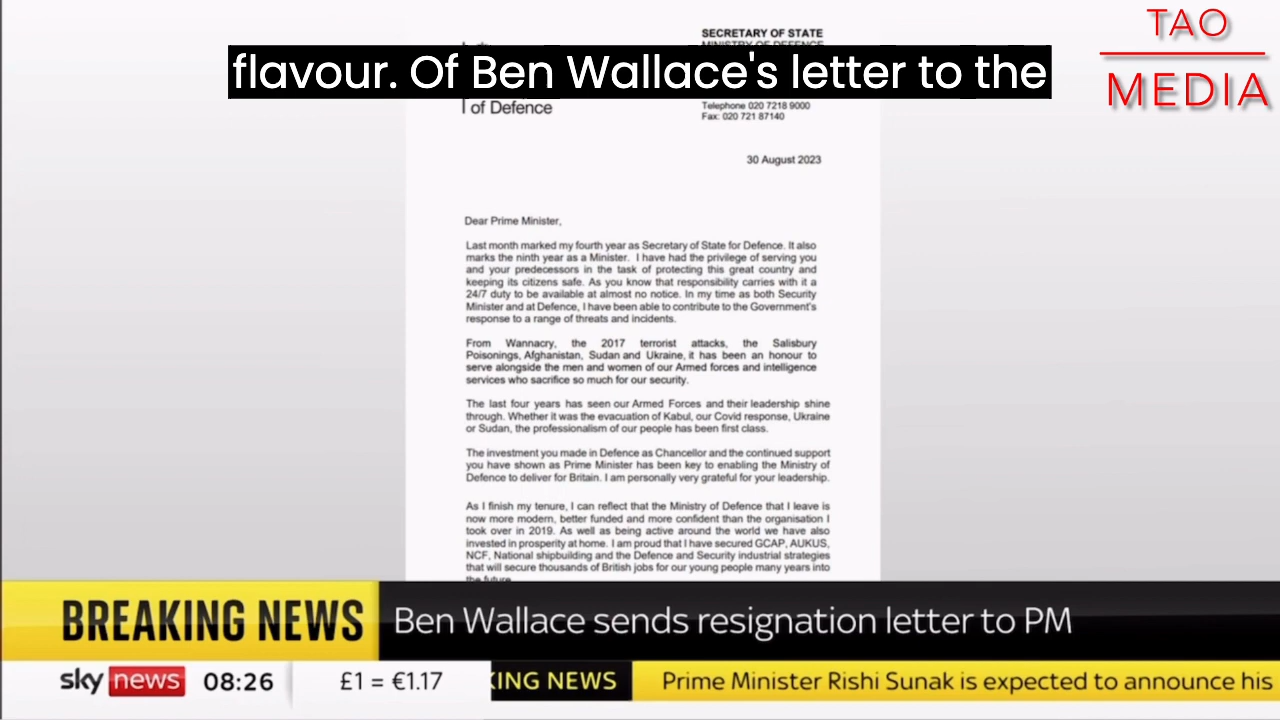 SECRETARY OF STATE
MINISTRY OF DEFENCE
TAO
MEDIA
flavour. Of Ben Wallace's letter to the
of Defence
Telephone 020 7218 9000
Fax: 020 721 87140
30 August 2023
Dear Prime Minister,
Last month marked my fourth year as Secretary of State for Defence. It also
marks the ninth year as a Minister. I have had the privilege of serving you
and your predecessors in the task of protecting this great country and
keeping its citizens safe. As you know that responsibility carries with it a
24/7 duty to be available at almost no notice. In my time as both Security
Minister and at Defence, I have been able to contribute to the Government's
response to a range of threats and incidents.
From Wannacry, the 2017 terrorist attacks, the Salisbury
Poisonings, Afghanistan, Sudan and Ukraine, it has been an honour to
serve alongside the men and women of our Armed forces and intelligence
services who sacrifice so much for our security.
The last four years has seen our Armed Forces and their leadership shine
through. Whether it was the evacuation of Kabul, our Covid response, Ukraine
or Sudan, the professionalism of our people has been first class.
The investment you made in Defence as Chancellor and the continued support
you have shown as Prime Minister has been key to enabling the Ministry of
Defence to deliver for Britain. I am personally very grateful for your leadership.
As I finish my tenure, I can reflect that the Ministry of Defence that I leave is
now more modern, better funded and more confident than the organisation I
took over in 2019. As well as being active around the world we have also
invested in prosperity at home. I am proud that I have secured GCAP, AUKUS,
NCF, National shipbuilding and the Defence and Security industrial strategies
that will secure thousands of British jobs for our young people many years into
the future
BREAKING NEWS
Ben Wallace sends resignation letter to PM
sky news 08:26 £1 = €1.17 KING NEWS Prime Minister Rishi Sunak is expected to announce his